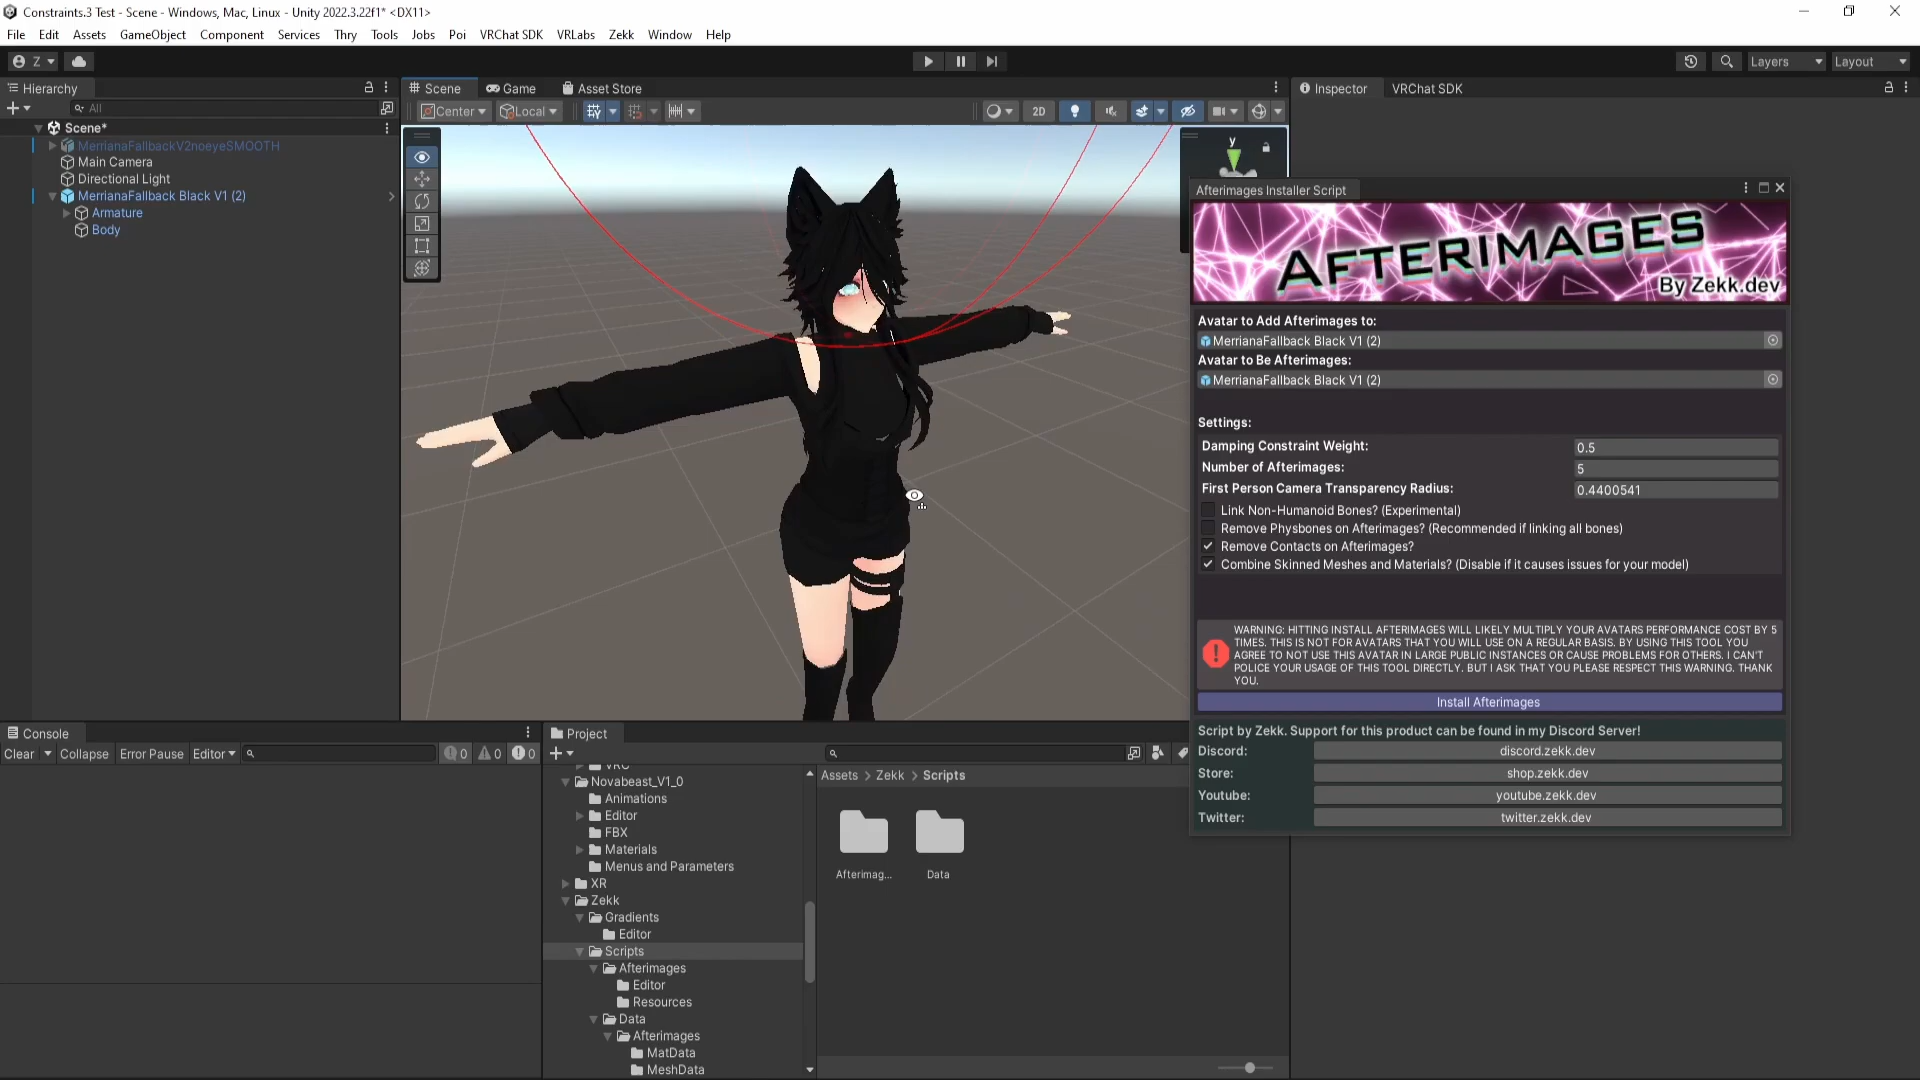 Constraints.3 Test - Scene - Windows, Mac, Linux - Unity 2022.3.22f1* <DX11>
File Edit Assets GameObject Component Services Thry Tools Jobs Poi VRChat SDK VRLabs Zekk Window Help
Z
Layers
Layout
Hierarchy
Scene
Game
Asset Store
Inspector
VRChat SDK
All
Center
Local
2D
Scene*
MerrianaFallbackV2noeyeSMOOTH
Main Camera
Directional Light
MerrianaFallback Black V1 (2)
Armature
Body
y
Afterimages Installer Script
AFTERIMAGES
By Zekk.dev
Avatar to Add Afterimages to:
MerrianaFallback Black V1 (2)
Avatar to Be Afterimages:
MerrianaFallback Black V1 (2)
Settings:
Damping Constraint Weight: 0.5
Number of Afterimages: 5
First Person Camera Transparency Radius: 0.4400541
Link Non-Humanoid Bones? (Experimental)
Remove Physbones on Afterimages? (Recommended if linking all bones)
Remove Contacts on Afterimages?
Combine Skinned Meshes and Materials? (Disable if it causes issues for your model)
WARNING: HITTING INSTALL AFTERIMAGES WILL LIKELY MULTIPLY YOUR AVATARS PERFORMANCE COST BY 5
TIMES. THIS IS NOT FOR AVATARS THAT YOU WILL USE ON A REGULAR BASIS. BY USING THIS TOOL YOU
AGREE TO NOT USE THIS AVATAR IN LARGE PUBLIC INSTANCES OR CAUSE PROBLEMS FOR OTHERS. I CAN'T
POLICE YOUR USAGE OF THIS TOOL DIRECTLY. BUT I ASK THAT YOU PLEASE RESPECT THIS WARNING. THANK
YOU.
Install Afterimages
Script by Zekk. Support for this product can be found in my Discord Server!
Discord: discord.zekk.dev
Store: shop.zekk.dev
Youtube: youtube.zekk.dev
Twitter: twitter.zekk.dev
Console
Clear
Collapse
Error Pause
Editor
0
0
0
Project
VRC
Novabeast_V1_0
Animations
Editor
FBX
Materials
Menus and Parameters
XR
Zekk
Gradients
Editor
Scripts
Afterimages
Editor
Resources
Data
Afterimages
MatData
MeshData
Assets > Zekk > Scripts
Afterimag...
Data